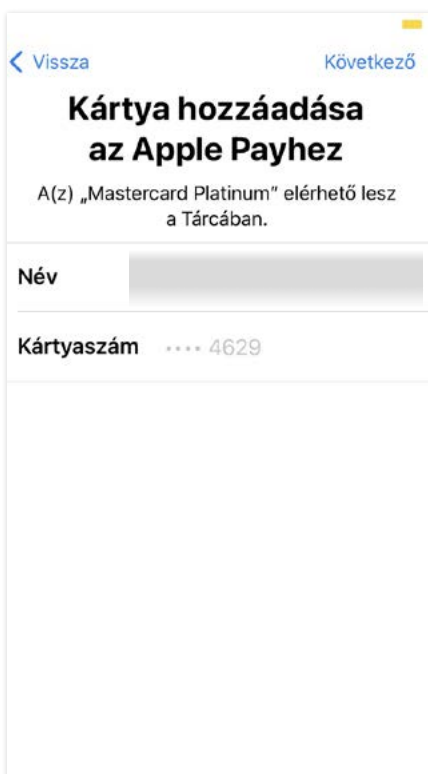 Vissza
Következő
Kártya hozzáadása
az Apple Payhez
A(z) „Mastercard Platinum” elérhető lesz
a Tárcában.
Név
Kártyaszám •••• 4629